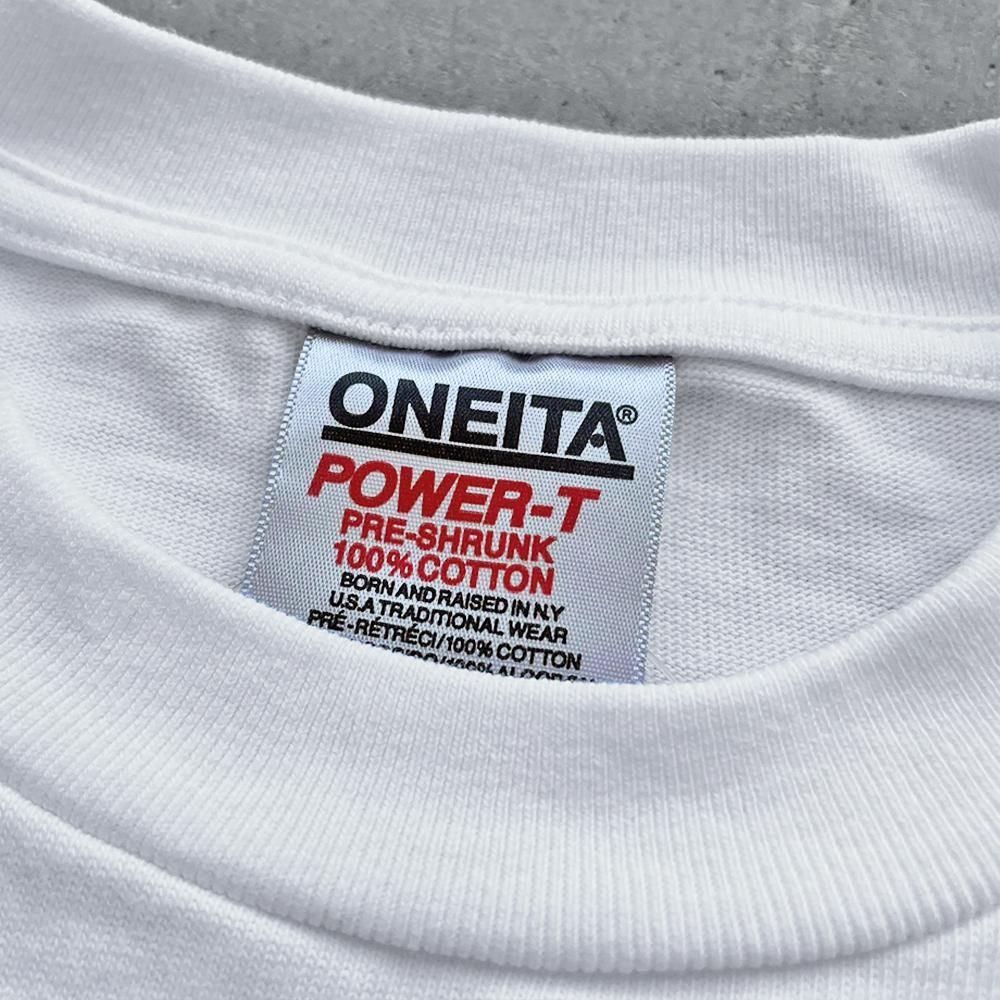 ONEITA®
POWER-T
PRE-SHRUNK
100% COTTON
BORN AND RAISED IN N.Y
U.S.A TRADITIONAL WEAR
PRÉ-RÉTRÉCI/100% COTTON